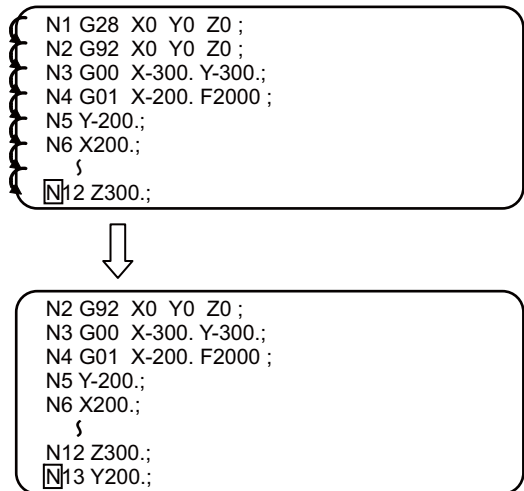 N1 G28 X0 Y0 Z0 ;
N2 G92 X0 Y0 Z0 ;
N3 G00 X-300. Y-300.;
N4 G01 X-200. F2000 ;
N5 Y-200.;
N6 X200.;
N12 Z300.;
N2 G92 X0 Y0 Z0 ;
N3 G00 X-300. Y-300.;
N4 G01 X-200. F2000 ;
N5 Y-200.;
N6 X200.;
N12 Z300.;
N13 Y200.;